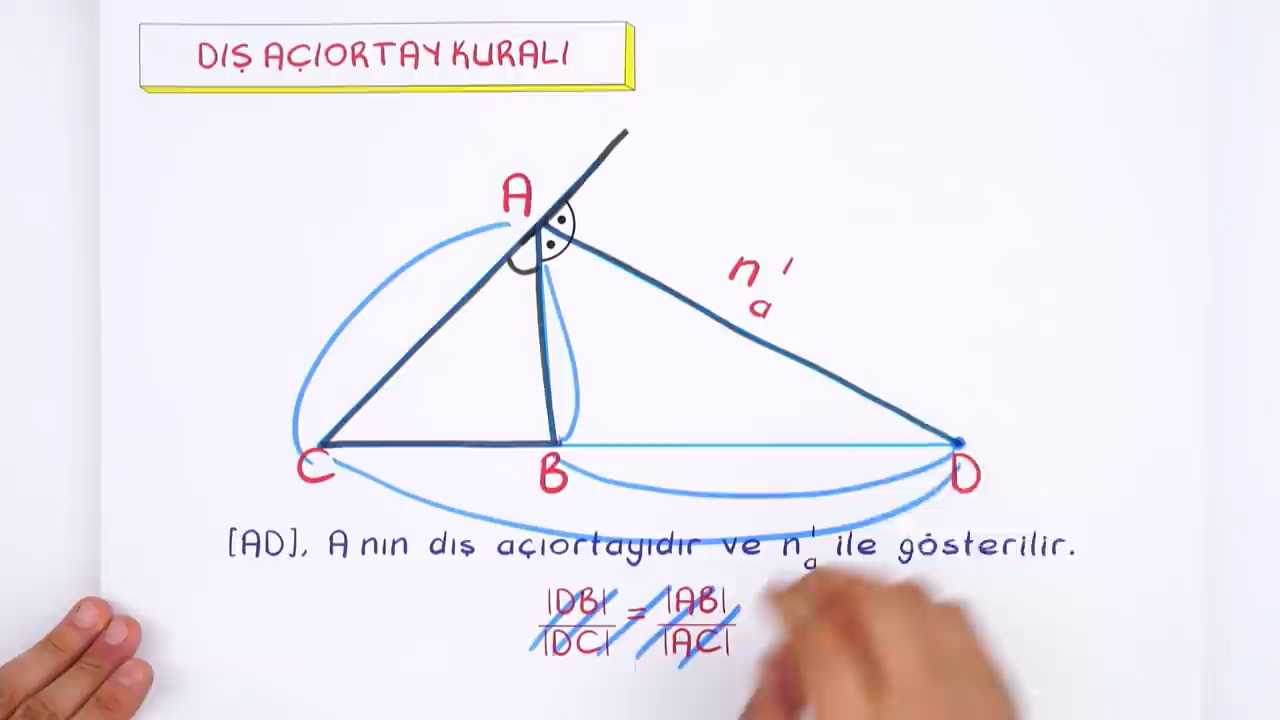 DIŞ AÇIORTAY KURALI
A
n'a
C
B
D
[AD], A nın dış açıortayıdır ve n'a ile gösterilir.
|DB| / |DC| = |AB| / |AC|